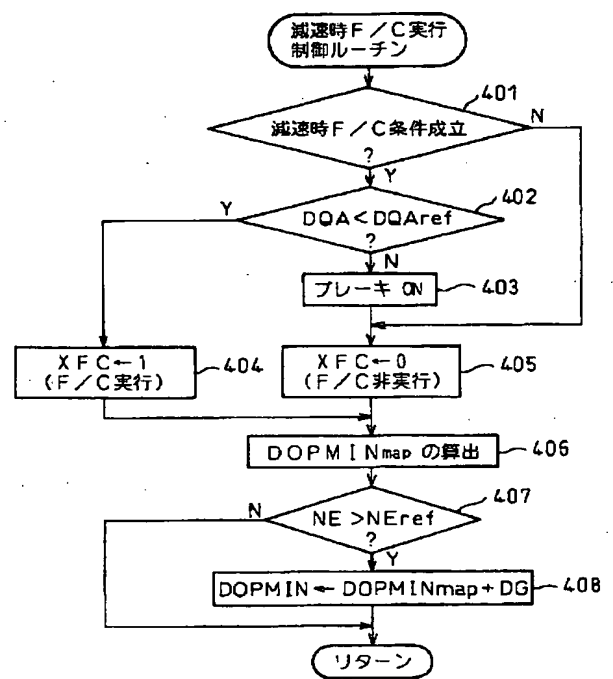 減速時F/C実行
制御ルーチン
401
減速時F/C条件成立
?
N
Y
402
DQA<DQAref
?
Y
N
ブレーキ ON
403
XFC←1
(F/C実行)
404
XFC←0
(F/C非実行)
405
DOPMINmap の算出
406
407
NE>NEref
?
N
Y
DOPMIN←DOPMINmap+DG
408
リターン